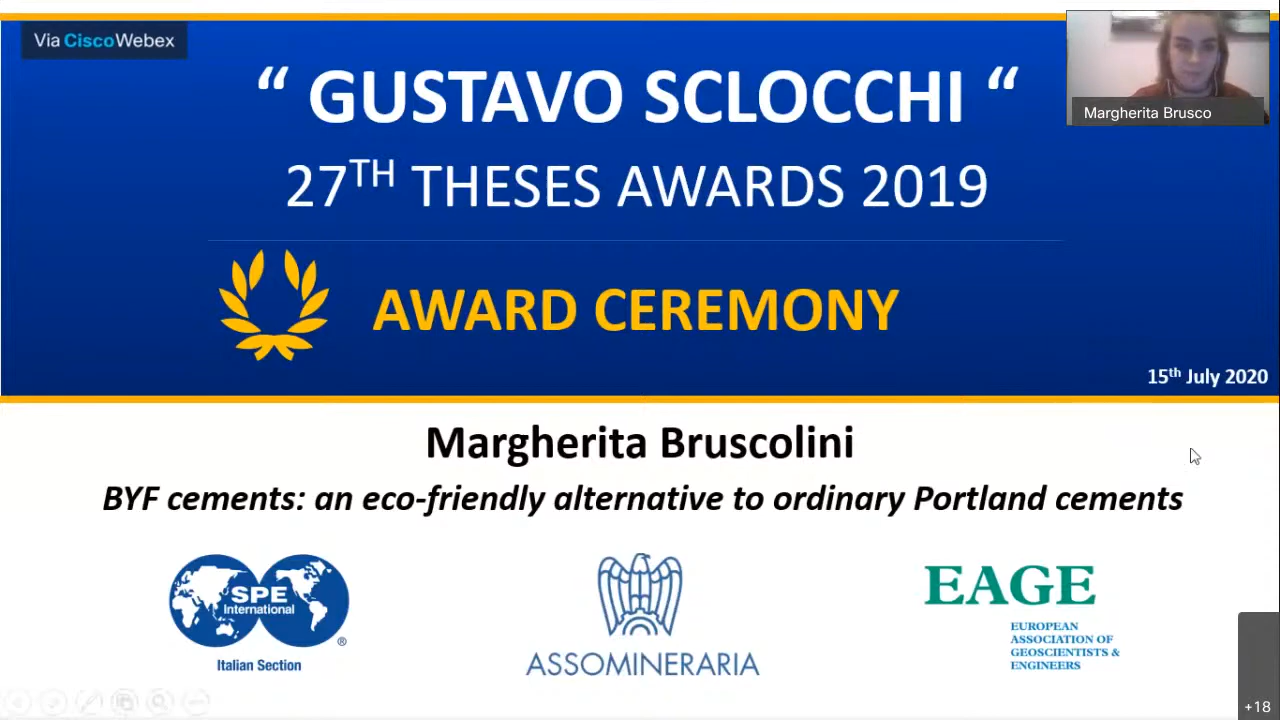 Via CiscoWebex
“ GUSTAVO SCLOCCHI “
Margherita Brusco
27TH THESES AWARDS 2019
AWARD CEREMONY
15th July 2020
Margherita Bruscolini
BYF cements: an eco-friendly alternative to ordinary Portland cements
SPE
International
®
Italian Section
ASSOMINERARIA
EAGE
EUROPEAN
ASSOCIATION OF
GEOSCIENTISTS &
ENGINEERS
+18